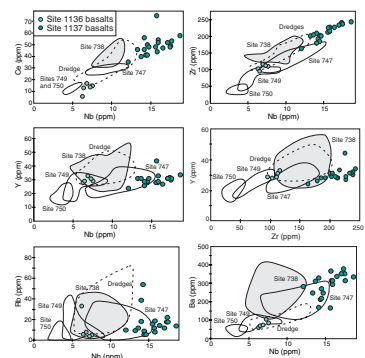 Site 1136 basalts
Site 1137 basalts
75
60
45
30
15
0
Ce (ppm)
Site 738
Dredge
Sites 749
and 750
Site 747
0 5 10 15
Nb (ppm)
250
200
150
100
50
0
Zr (ppm)
Dredges
Site 738
Site 747
Site 749
Site 750
0 5 10 15
Nb (ppm)
60
50
40
30
20
10
0
Y (ppm)
Dredge
Site 738
Site 749
Site 747
Site 750
0 5 10 15
Nb (ppm)
60
40
20
0
Y (ppm)
Site 738
Dredge
Site 747
Site 749
Site 750
0 50 100 150 200 250
Zr (ppm)
80
60
40
20
0
Rb (ppm)
Site 738
Dredges
Site 749
Site 750
Site 747
0 5 10 15
Nb (ppm)
500
400
300
200
100
0
Ba (ppm)
Site 738
Site 747
Site 749
Site 750
Dredge
0 5 10 15
Nb (ppm)